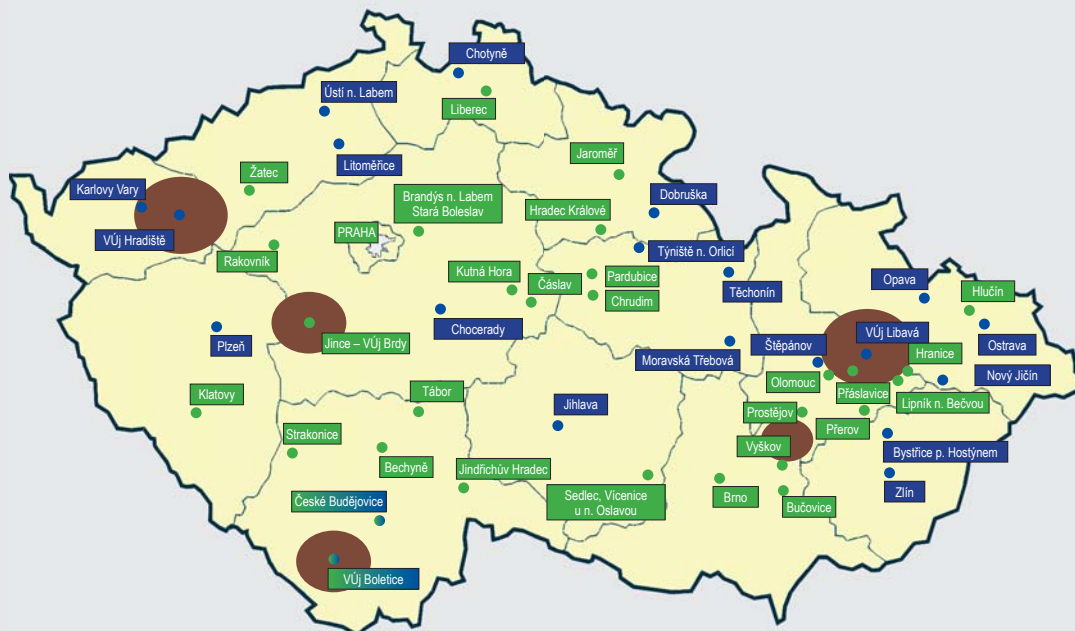 Chotyně
Ústí n. Labem
Liberec
Litoměřice
Jaroměř
Žatec
Karlovy Vary
Brandýs n. Labem
Stará Boleslav
Hradec Králové
Dobruška
PRAHA
VÚj Hradiště
Rakovník
Týniště n. Orlicí
Kutná Hora
Čáslav
Pardubice
Těchonín
Opava
Chrudim
Hlučín
Chocerady
VÚj Libavá
Plzeň
Jince – VÚj Brdy
Štěpánov
Ostrava
Moravská Třebová
Hranice
Nový Jičín
Olomouc
Klatovy
Tábor
Přáslavice
Lipník n. Bečvou
Jihlava
Prostějov
Přerov
Strakonice
Vyškov
Bystřice p. Hostýnem
Bechyně
Jindřichův Hradec
Sedlec, Vícenice
u n. Oslavou
Brno
Zlín
České Budějovice
Bučovice
VÚj Boletice